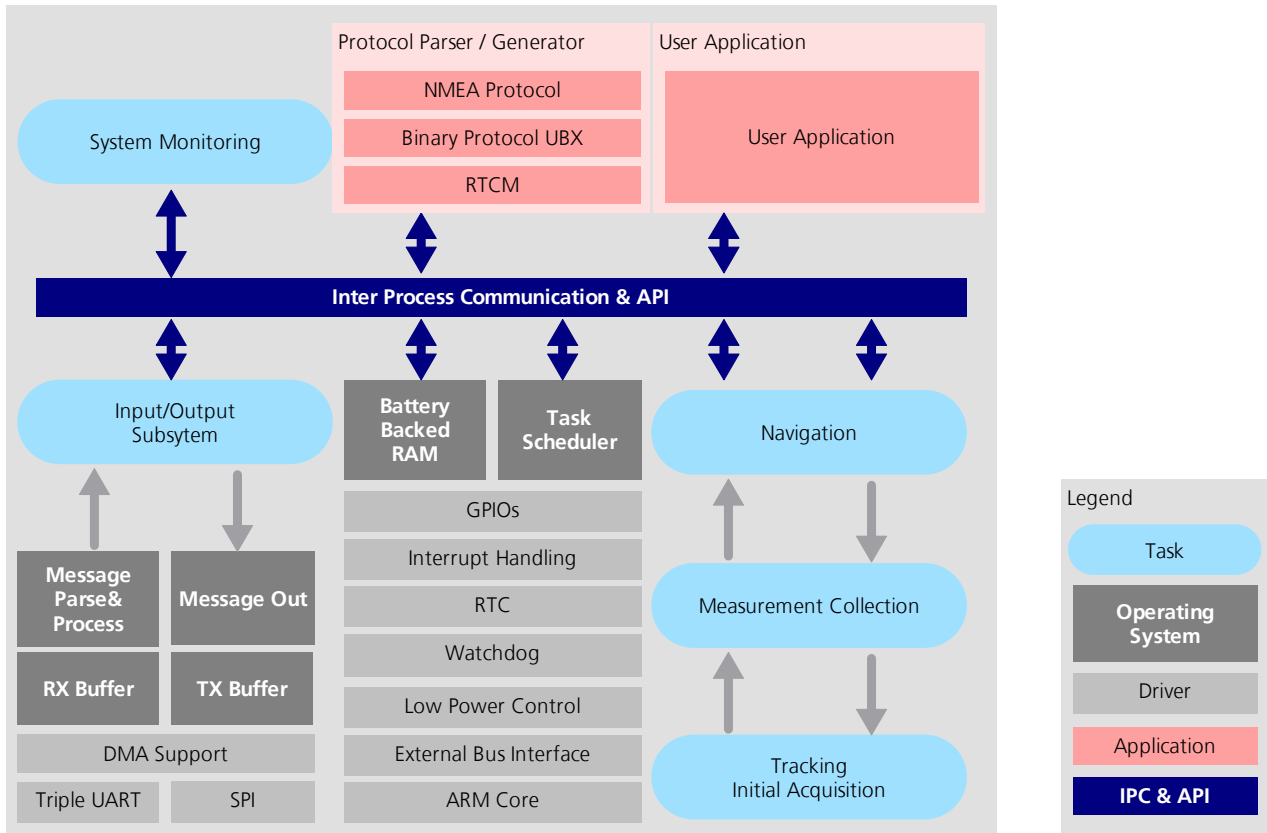 Protocol Parser / Generator
User Application
NMEA Protocol
Binary Protocol UBX
RTCM
User Application
System Monitoring
Inter Process Communication & API
Input/Output
Subsytem
Battery
Backed
RAM
Task
Scheduler
Navigation
GPIOs
Interrupt Handling
RTC
Watchdog
Low Power Control
External Bus Interface
ARM Core
Message
Parse&
Process
Message Out
RX Buffer
TX Buffer
DMA Support
Triple UART
SPI
Measurement Collection
Tracking
Initial Acquisition
Legend
Task
Operating
System
Driver
Application
IPC & API